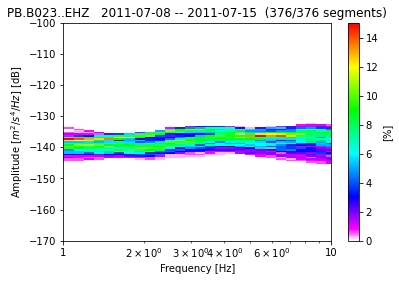 PB.B023..EHZ 2011-07-08 -- 2011-07-15 (376/376 segments)
−100
−110
−120
−130
−140
−150
−160
−170
Amplitude [m²/s⁴/Hz] [dB]
1
2 × 10⁰
3 × 10⁰
4 × 10⁰
6 × 10⁰
10
Frequency [Hz]
14
12
10
8
6
4
2
0
[%]